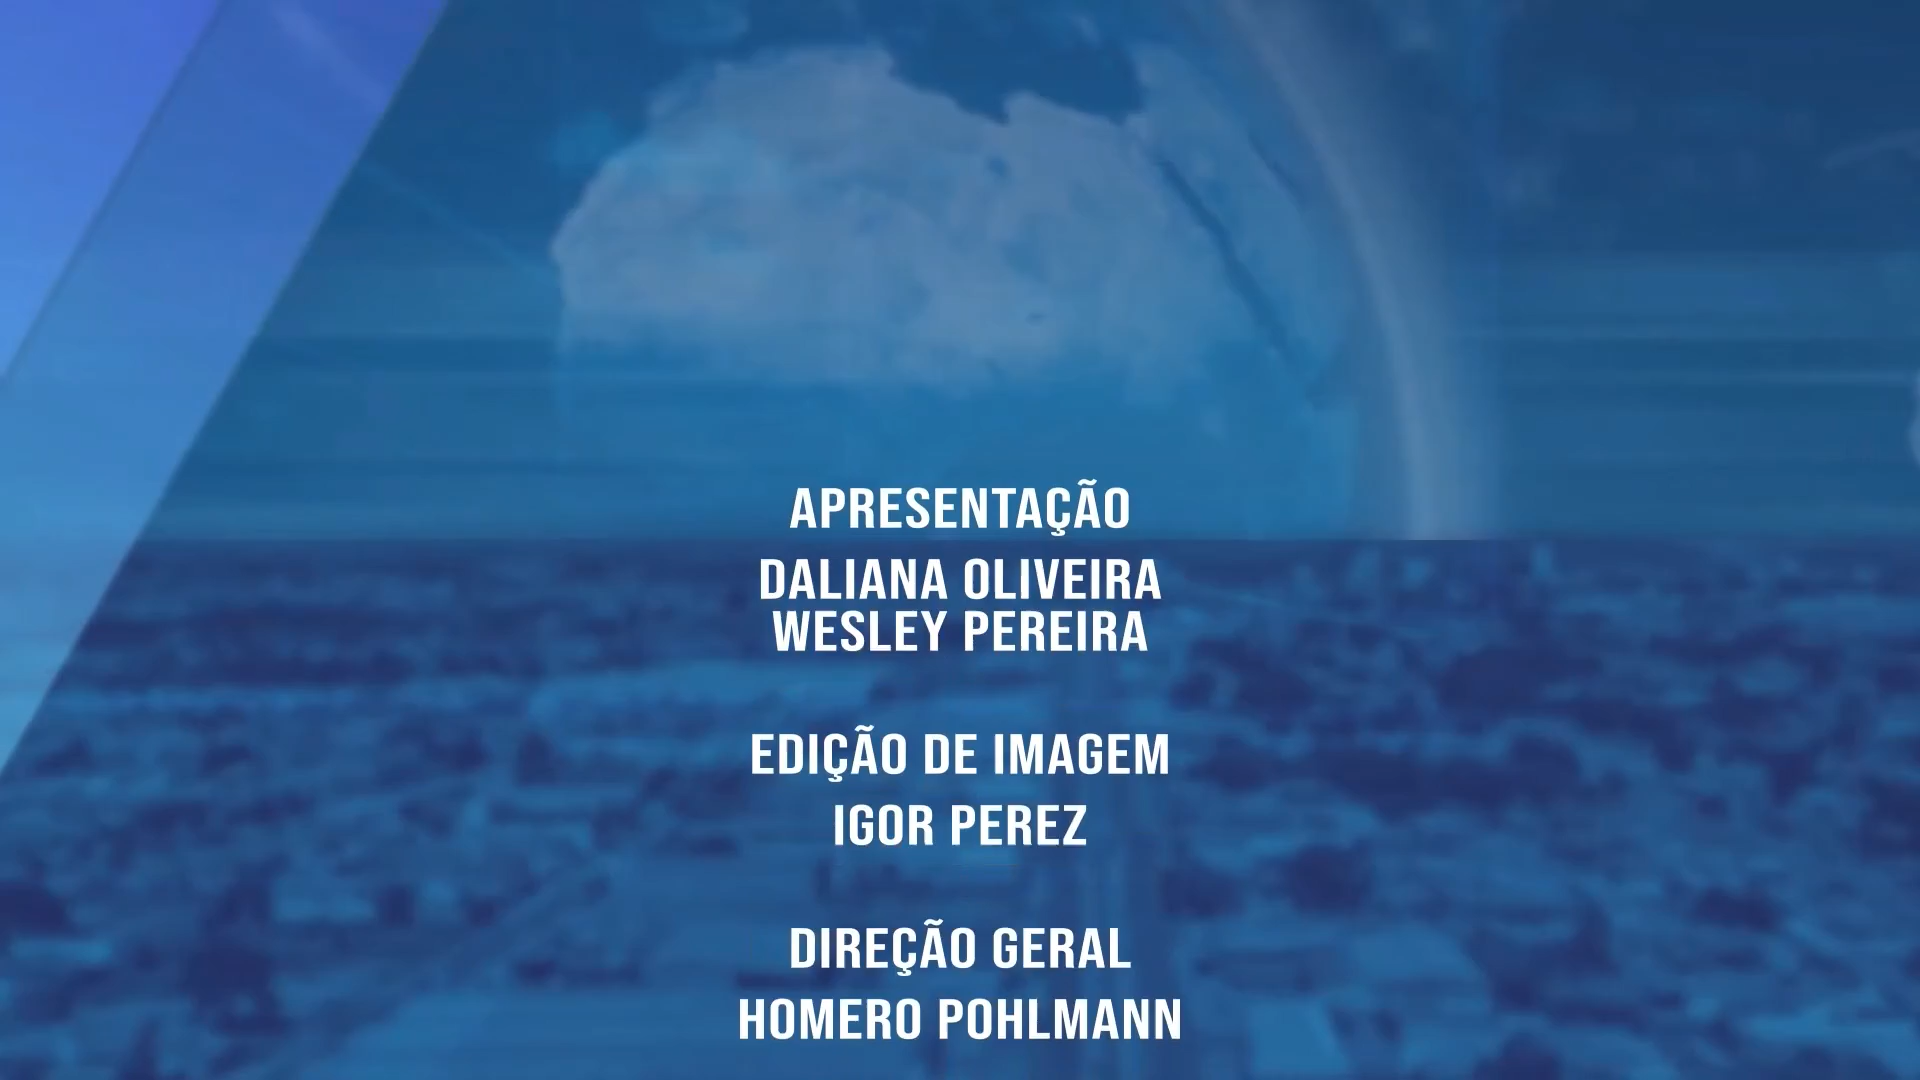 APRESENTAÇÃO
DALIANA OLIVEIRA
WESLEY PEREIRA
EDIÇÃO DE IMAGEM
IGOR PEREZ
DIREÇÃO GERAL
HOMERO POHLMANN